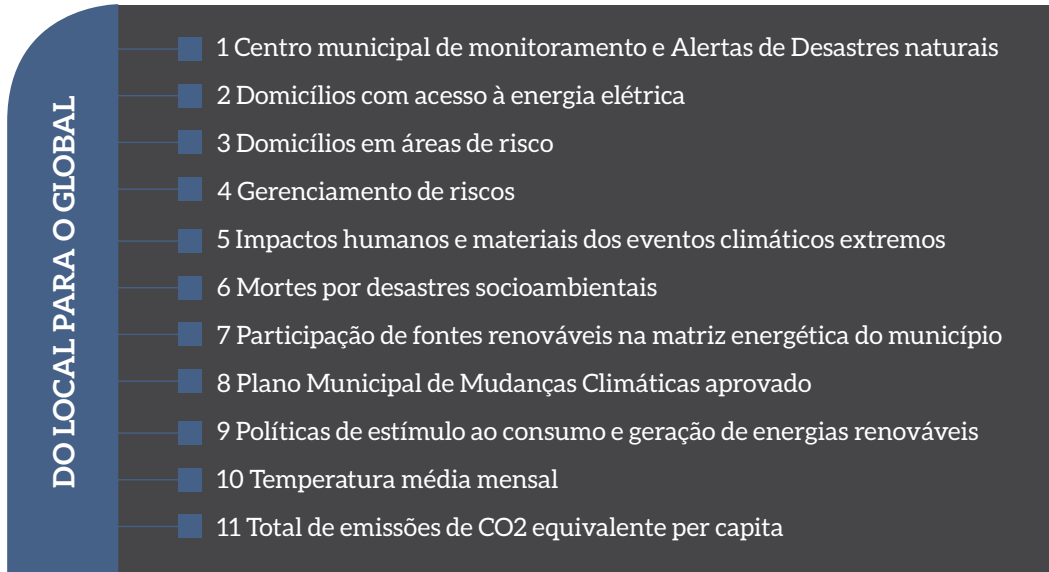 DO LOCAL PARA O GLOBAL
1 Centro municipal de monitoramento e Alertas de Desastres naturais
2 Domicílios com acesso à energia elétrica
3 Domicílios em áreas de risco
4 Gerenciamento de riscos
5 Impactos humanos e materiais dos eventos climáticos extremos
6 Mortes por desastres socioambientais
7 Participação de fontes renováveis na matriz energética do município
8 Plano Municipal de Mudanças Climáticas aprovado
9 Políticas de estímulo ao consumo e geração de energias renováveis
10 Temperatura média mensal
11 Total de emissões de CO2 equivalente per capita